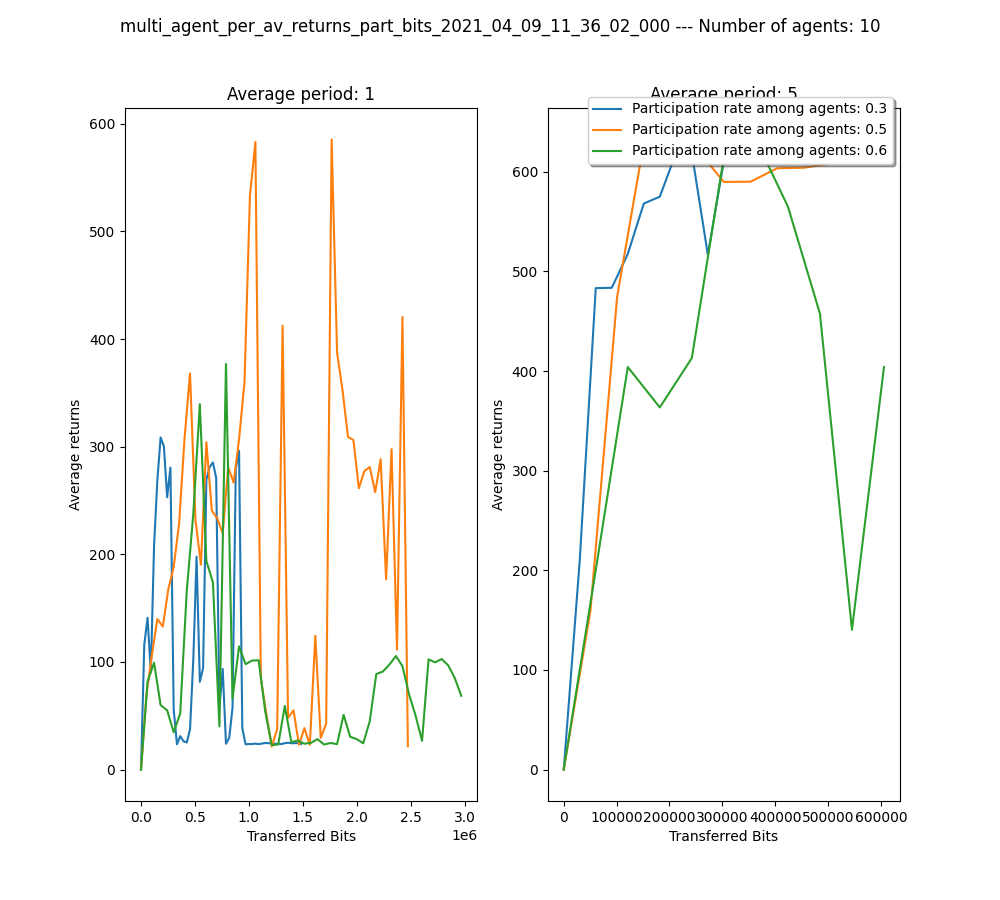 multi_agent_per_av_returns_part_bits_2021_04_09_11_36_02_000 --- Number of agents: 10
Average period: 1
Average period: 5
Participation rate among agents: 0.3
Participation rate among agents: 0.5
Participation rate among agents: 0.6
Average returns
600
500
400
300
200
100
0
0.0 0.5 1.0 1.5 2.0 2.5 3.0
1e6
Transferred Bits
Average returns
600
500
400
300
200
100
0
0 100000 200000 300000 400000 500000 600000
Transferred Bits